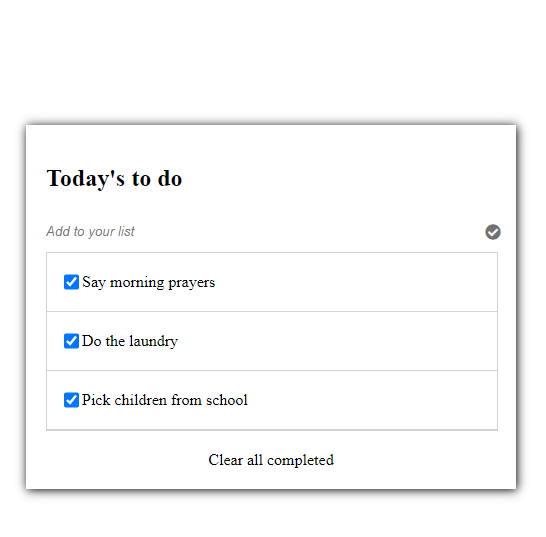 Today's to do
Add to your list
Say morning prayers
Do the laundry
Pick children from school
Clear all completed